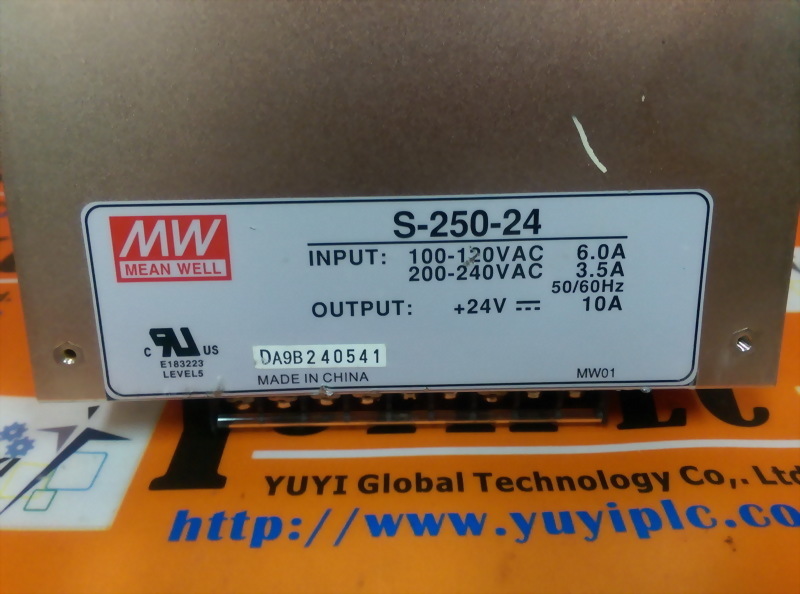 MW
MEAN WELL
S-250-24
INPUT: 100-120VAC 6.0A
200-240VAC 3.5A
50/60Hz
OUTPUT: +24V 10A
C US
E183223
LEVEL5
DA9B240541
MADE IN CHINA
MW01
YUYI Global Technology Co,. Ltd
http://www.yuyiplc.co